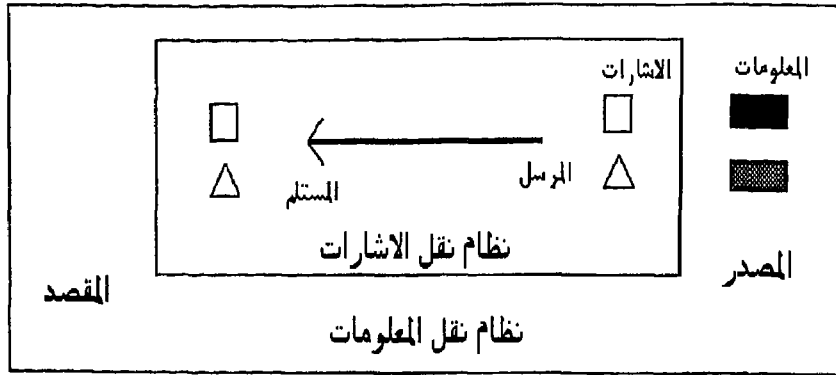 المعلومات
الاشارات
المرسل
المستلم
نظام نقل الاشارات
المصدر
المقصد
نظام نقل المعلومات